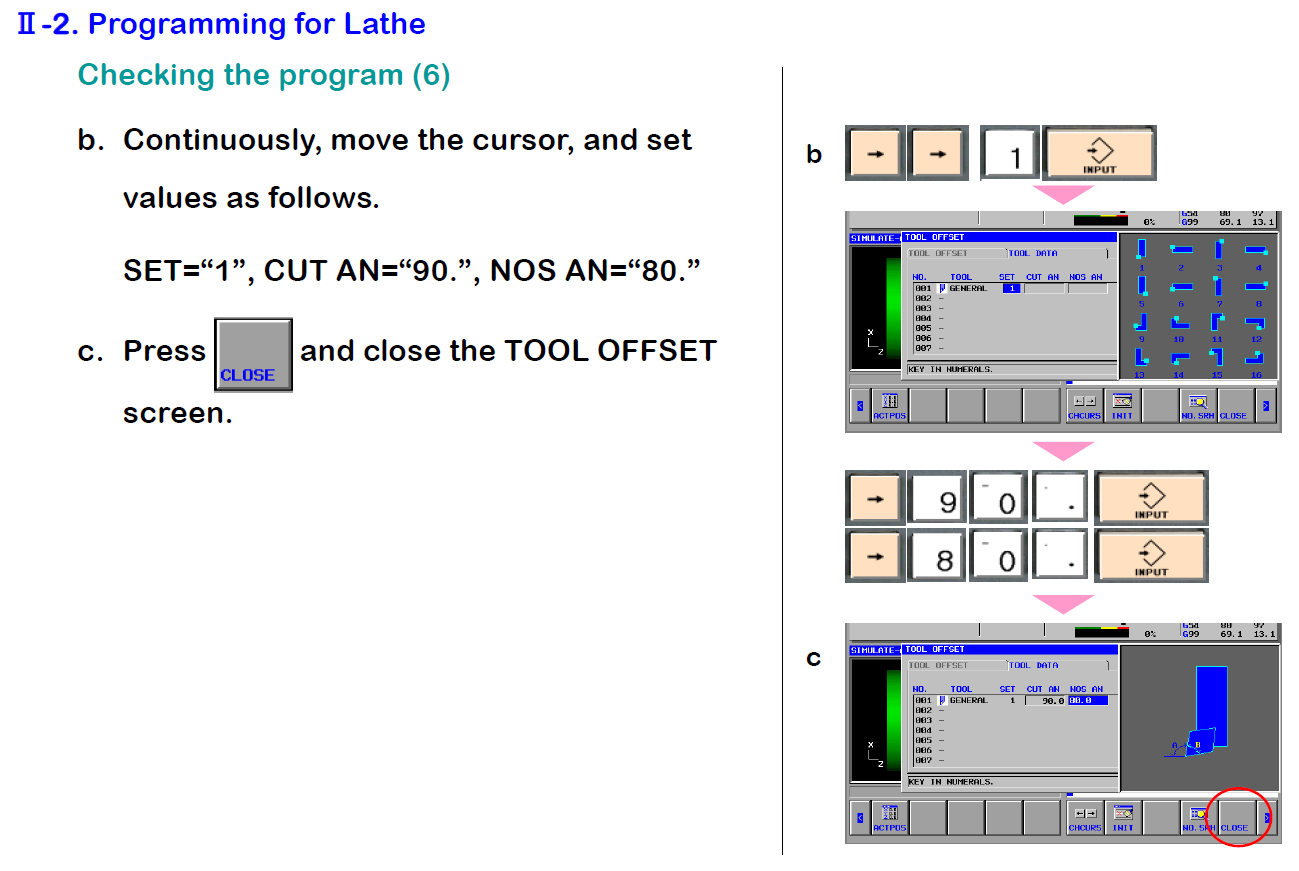 Ⅱ-2. Programming for Lathe
Checking the program (6)
b. Continuously, move the cursor, and set
values as follows.
SET=“1”, CUT AN=“90.”, NOS AN=“80.”
c. Press CLOSE and close the TOOL OFFSET
screen.
b → → 1 INPUT
0% G54 80 97
G99 69.1 13.1
SIMULATE- TOOL OFFSET
TOOL OFFSET TOOL DATA
NO. TOOL SET CUT AN NOS AN
001 GENERAL 1
002 -
003 -
004 -
005 -
006 -
007 -
KEY IN NUMERALS.
X
Z
1 2 3 4
5 6 7 8
9 10 11 12
13 14 15 16
< ACTPOS CHCURS INIT NO.SRH CLOSE >
→ 9 0 . INPUT
→ 8 0 . INPUT
c
0% G54 80 97
G99 69.1 13.1
SIMULATE- TOOL OFFSET
TOOL OFFSET TOOL DATA
NO. TOOL SET CUT AN NOS AN
001 GENERAL 1 90.0 80.0
002 -
003 -
004 -
005 -
006 -
007 -
KEY IN NUMERALS.
X
Z
A B
< ACTPOS CHCURS INIT NO.SRH CLOSE >